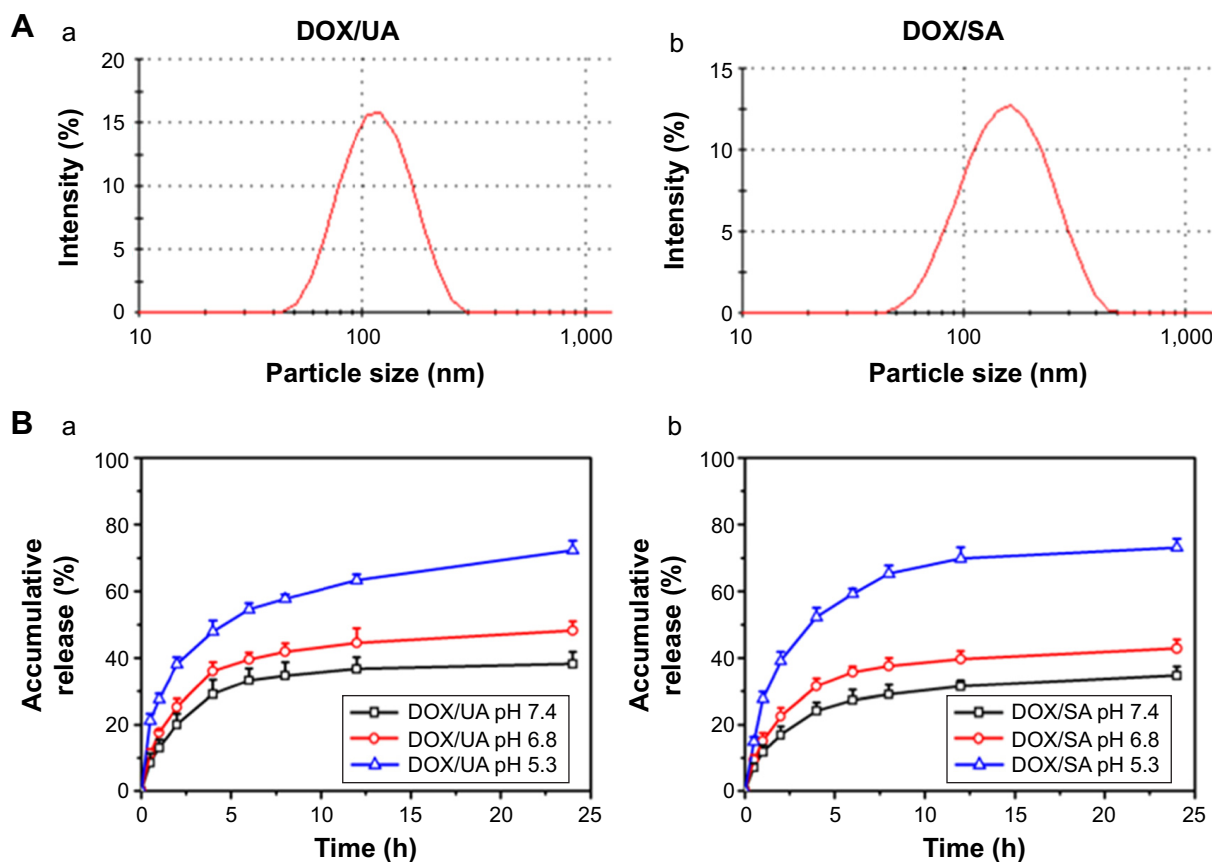 A
a
DOX/UA
20
15
10
5
0
10
100
1,000
Intensity (%)
Particle size (nm)
b
DOX/SA
15
10
5
0
10
100
1,000
Intensity (%)
Particle size (nm)
B
a
100
80
60
40
20
0
0
5
10
15
20
25
Accumulative
release (%)
Time (h)
DOX/UA pH 7.4
DOX/UA pH 6.8
DOX/UA pH 5.3
b
100
80
60
40
20
0
0
5
10
15
20
25
Accumulative
release (%)
Time (h)
DOX/SA pH 7.4
DOX/SA pH 6.8
DOX/SA pH 5.3